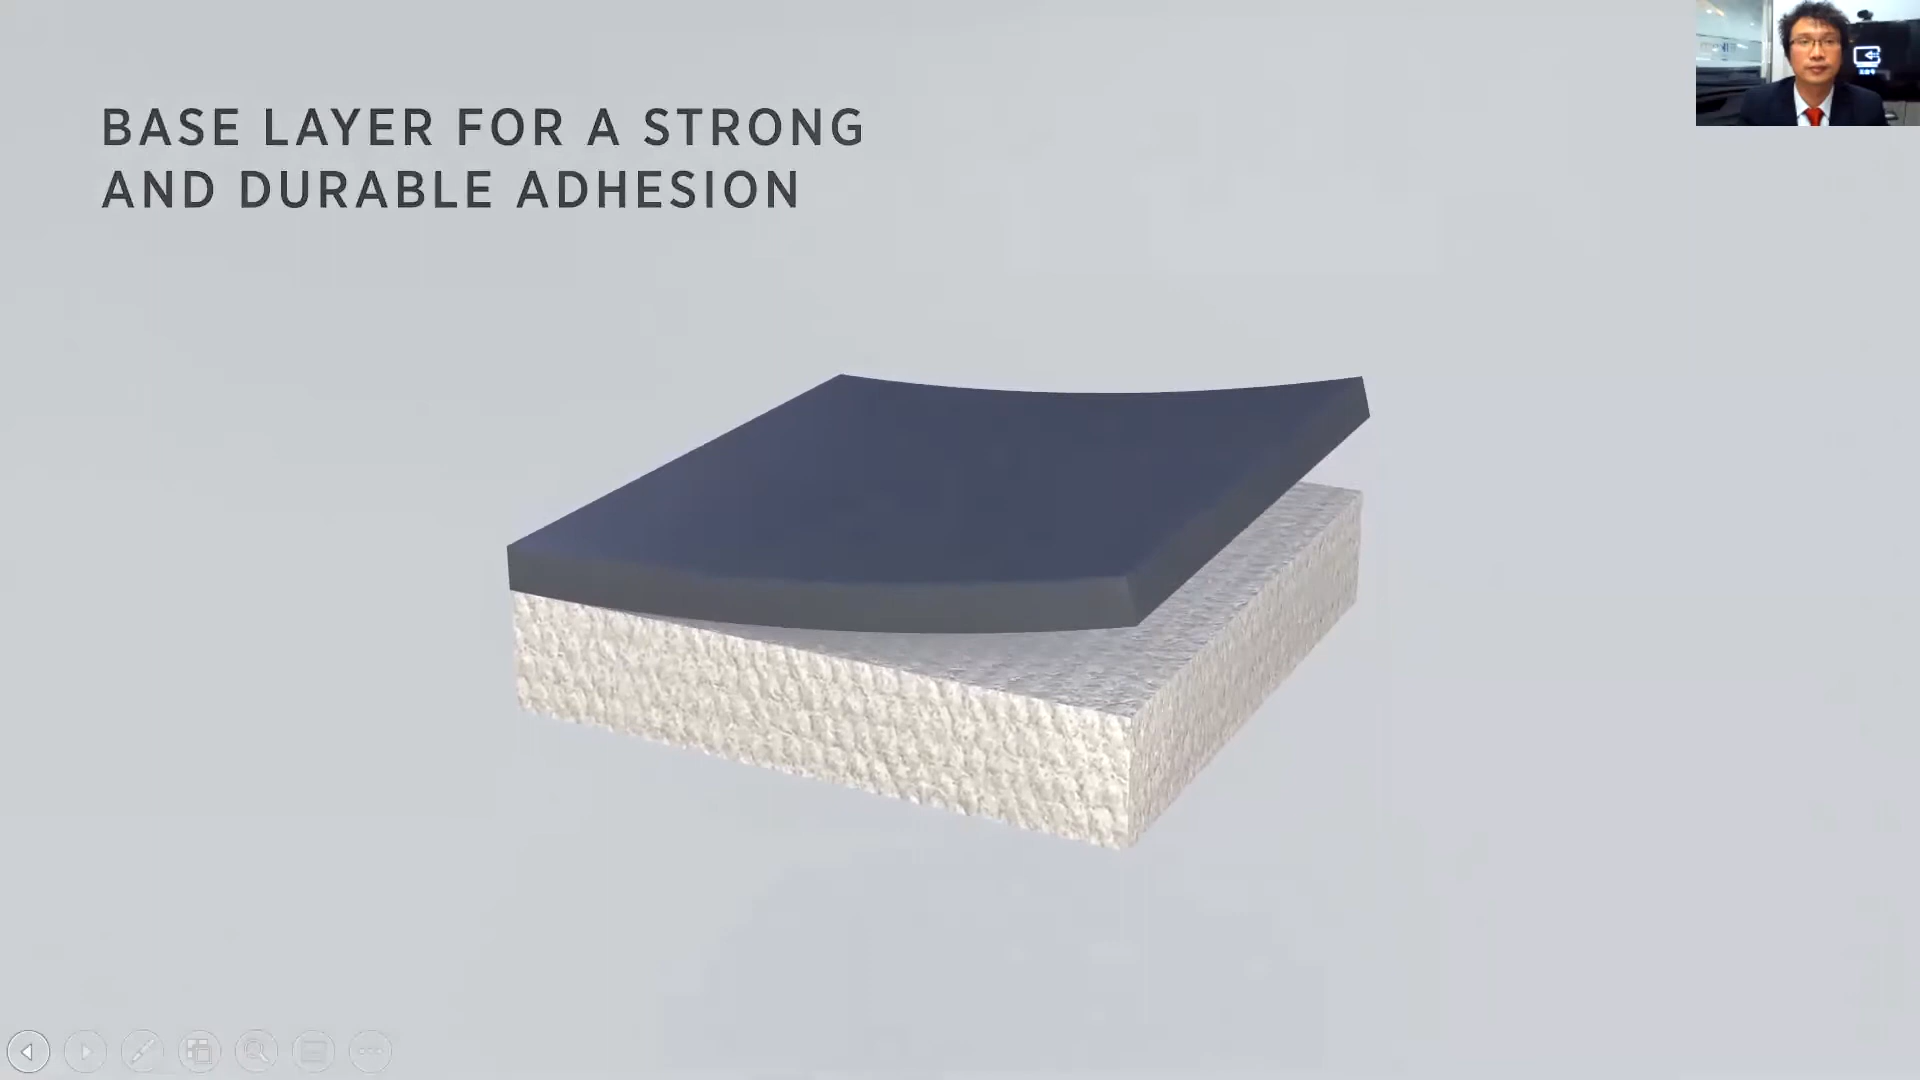 BASE LAYER FOR A STRONG
AND DURABLE ADHESION